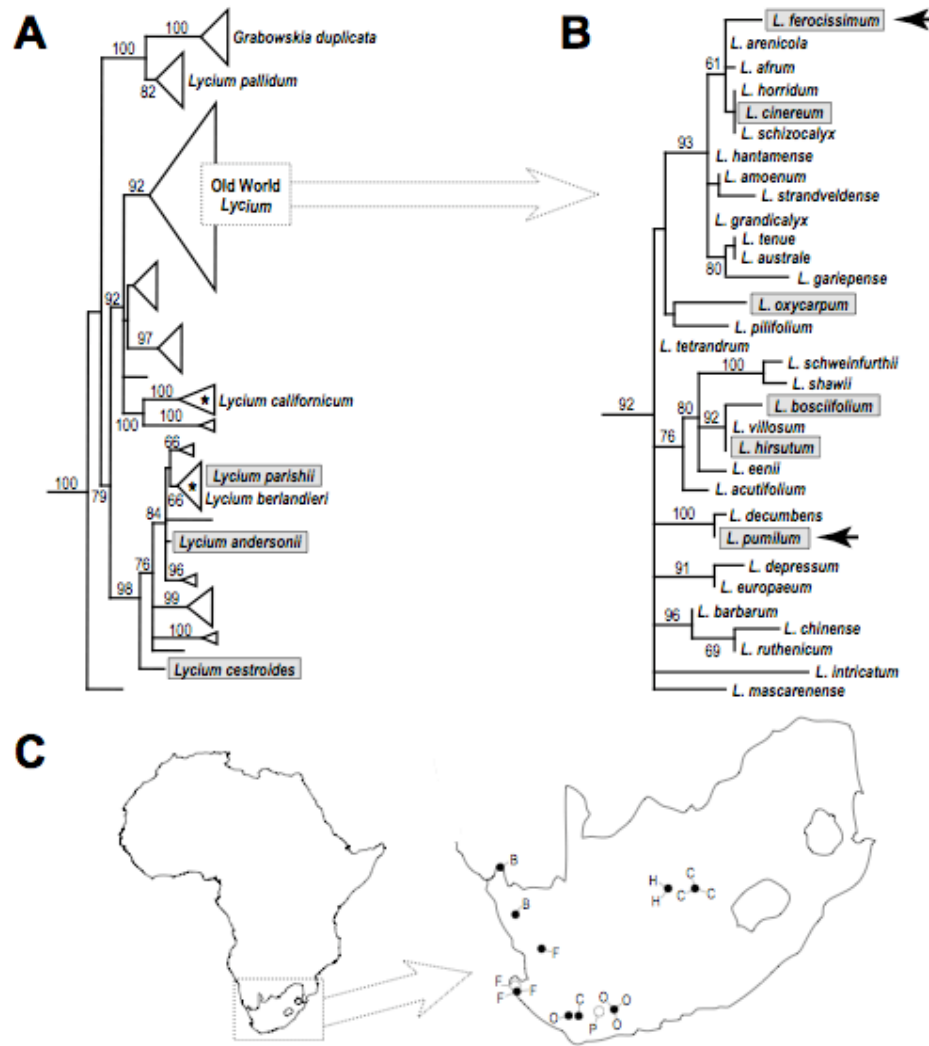 A
100
100
Grabowskia duplicata
82
Lycium pallidum
92
Old World
Lycium
92
97
100
Lycium californicum
100
100
66
Lycium parishii
66
Lycium berlandieri
100
79
84
Lycium andersonii
76
96
98
99
100
Lycium cestroides
B
L. ferocissimum
L. arenicola
61
L. afrum
L. horridum
L. cinereum
L. schizocalyx
93
L. hantamense
L. amoenum
L. strandveldense
L. grandicalyx
L. tenue
L. australe
80
L. gariepense
L. oxycarpum
L. pilifolium
L. tetrandrum
100
L. schweinfurthii
L. shawii
80
L. bosciifolium
92
92
L. villosum
76
L. hirsutum
L. eenii
L. acutifolium
100
L. decumbens
L. pumilum
91
L. depressum
L. europaeum
96
L. barbarum
L. chinense
69
L. ruthenicum
L. intricatum
L. mascarenense
C
B
B
H
C
H
C
C
F
F
F
F
C
O
O
O
P
O